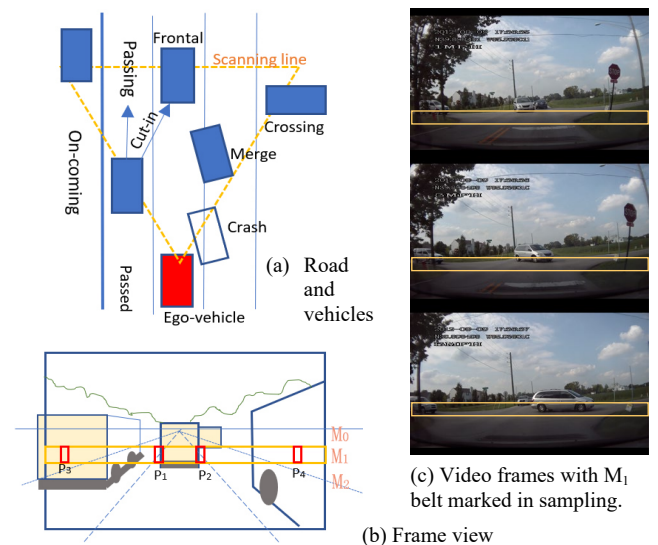 Frontal
Passing
Scanning line
Cut-in
Crossing
On-coming
Merge
Crash
Passed
(a) Road
and
vehicles
Ego-vehicle
M₀
M₁
M₂
P₃
P₁
P₂
P₄
(b) Frame view
(c) Video frames with M₁
belt marked in sampling.